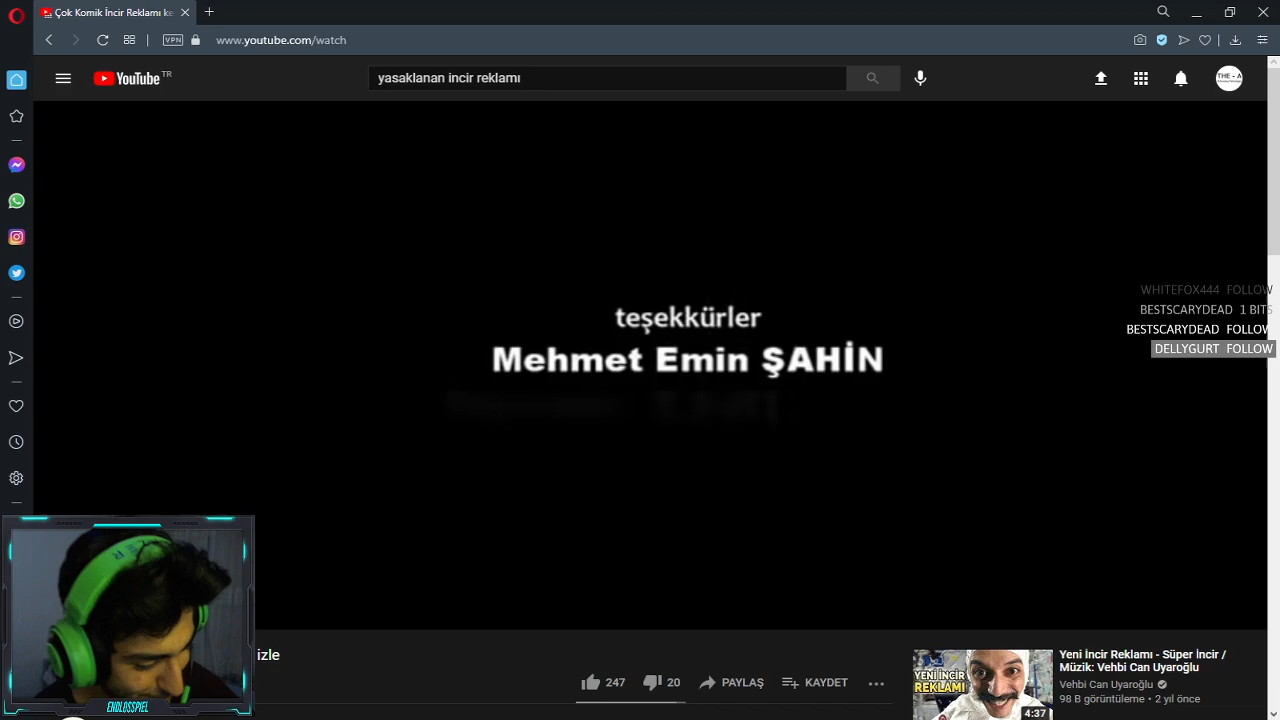 Çok Komik İncir Reklamı ke
VPN
www.youtube.com/watch
YouTube TR
yasaklanan incir reklamı
THE - A
WHITEFOX444 FOLLOW
BESTSCARYDEAD 1 BITS
BESTSCARYDEAD FOLLOW
DELLYGURT FOLLOW
teşekkürler
Mehmet Emin ŞAHİN
izle
247
20
PAYLAŞ
KAYDET
YENİ İNCİR
REKLAMI
4:37
Yeni İncir Reklamı - Süper İncir /
Müzik: Vehbi Can Uyaroğlu
Vehbi Can Uyaroğlu
98 B görüntüleme • 2 yıl önce
ENDLOSSPIEL